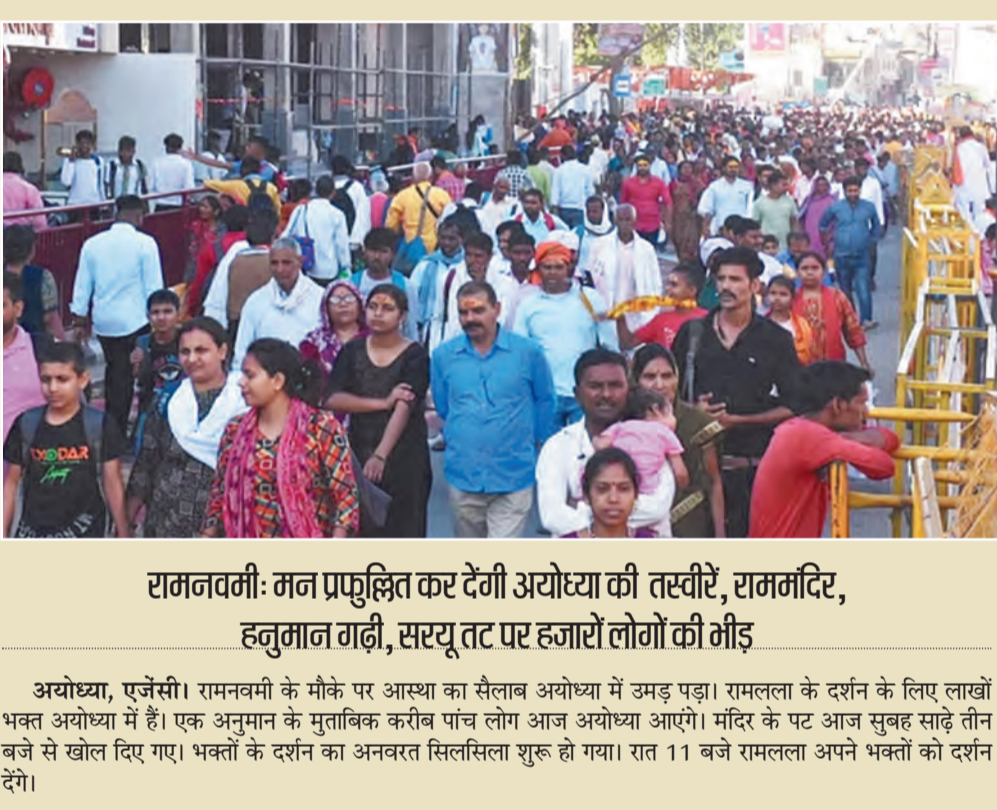 DAR
रामनवमीः मन प्रफुल्लित कर देंगी अयोध्या की तस्वीरें, राममंदिर,
हनुमान गढ़ी, सरयू तट पर हजारों लोगों की भीड़
अयोध्या, एजेंसी। रामनवमी के मौके पर आस्था का सैलाब अयोध्या में उमड़ पड़ा। रामलला के दर्शन के लिए लाखों
भक्त अयोध्या में हैं। एक अनुमान के मुताबिक करीब पांच लोग आज अयोध्या आएंगे। मंदिर के पट आज सुबह साढ़े तीन
बजे से खोल दिए गए। भक्तों के दर्शन का अनवरत सिलसिला शुरू हो गया। रात 11 बजे रामलला अपने भक्तों को दर्शन
देंगे।